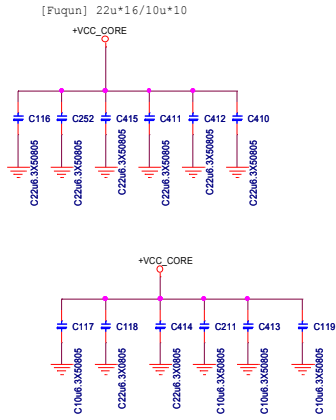 [Fuqun] 22u*16/10u*10
+VCC_CORE
C116 C252 C415 C411 C412 C410
C22u6.3X50805 C22u6.3X50805 C22u6.3X50805 C22u6.3X50805 C22u6.3X50805 C22u6.3X50805
+VCC_CORE
C117 C118 C414 C211 C413 C119
C10u6.3X50805 C22u6.3X0805 C22u6.3X0805 C10u6.3X50805 C10u6.3X50805 C10u6.3X50805